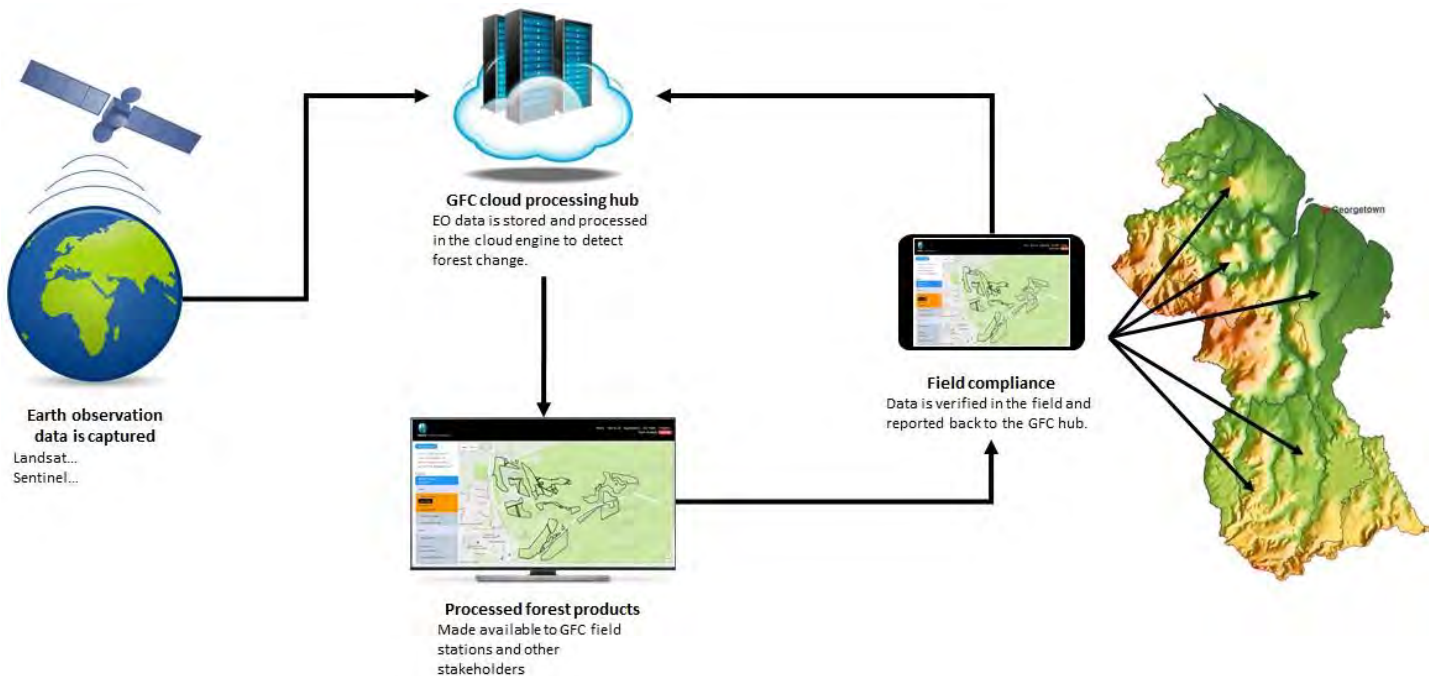 GFC cloud processing hub
EO data is stored and processed
in the cloud engine to detect
forest change.
Georgetown
Field compliance
Data is verified in the field and
reported back to the GFC hub.
Earth observation
data is captured
Landsat...
Sentinel...
Processed forest products
Made available to GFC field
stations and other
stakeholders